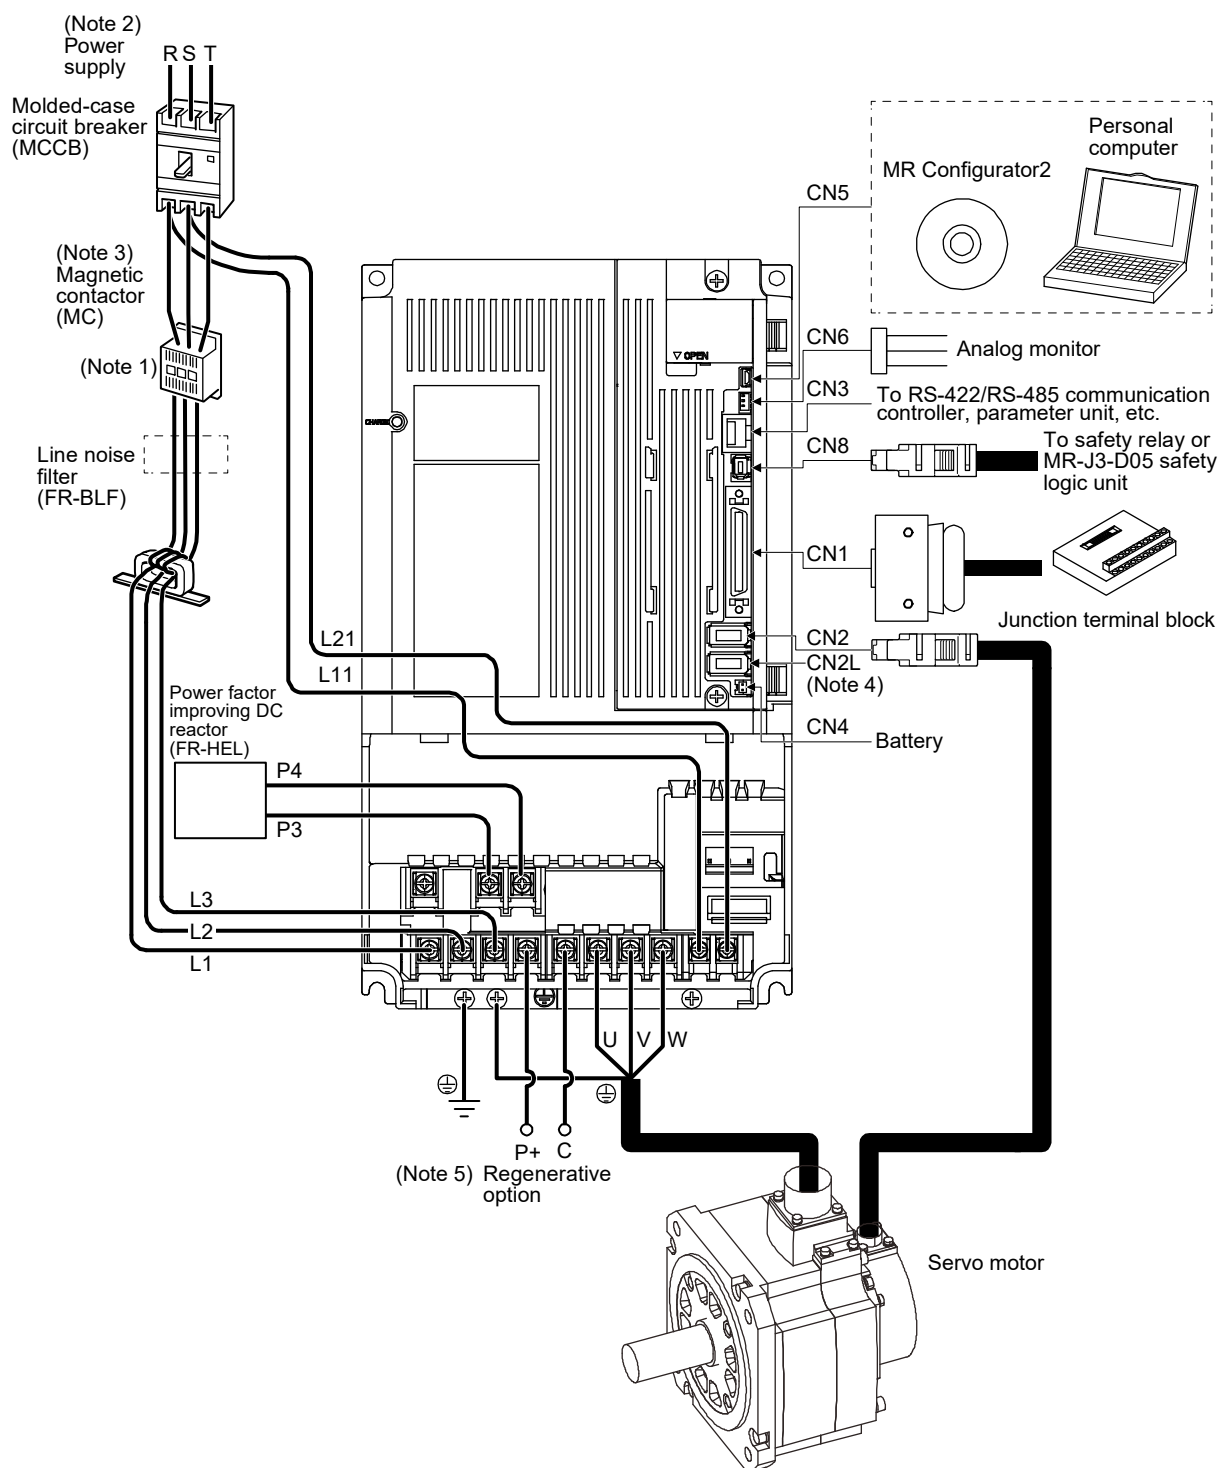 (Note 2)
Power
supply
R S T
Molded-case
circuit breaker
(MCCB)
(Note 3)
Magnetic
contactor
(MC)
(Note 1)
Line noise
filter
(FR-BLF)
L21
L11
Power factor
improving DC
reactor
(FR-HEL)
P4
P3
L3
L2
L1
CHARGE
OPEN
CN5
MR Configurator2
Personal
computer
CN6
Analog monitor
CN3
To RS-422/RS-485 communication
controller, parameter unit, etc.
CN8
To safety relay or
MR-J3-D05 safety
logic unit
CN1
Junction terminal block
CN2
CN2L
(Note 4)
CN4
Battery
U V W
P+ C
(Note 5) Regenerative
option
Servo motor